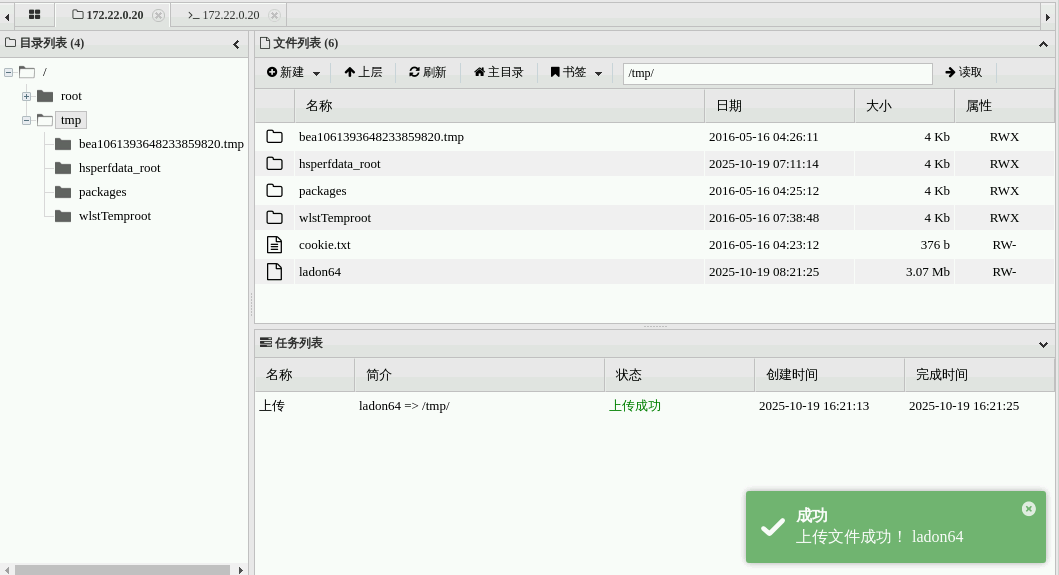 172.22.0.20
>_ 172.22.0.20
目录列表 (4)
/
root
tmp
bea1061393648233859820.tmp
hsperfdata_root
packages
wlstTemproot
文件列表 (6)
新建 上层 刷新 主目录 书签 /tmp/ 读取
名称 日期 大小 属性
bea1061393648233859820.tmp 2016-05-16 04:26:11 4 Kb RWX
hsperfdata_root 2025-10-19 07:11:14 4 Kb RWX
packages 2016-05-16 04:25:12 4 Kb RWX
wlstTemproot 2016-05-16 07:38:48 4 Kb RWX
cookie.txt 2016-05-16 04:23:12 376 b RW-
ladon64 2025-10-19 08:21:25 3.07 Mb RW-
任务列表
名称 简介 状态 创建时间 完成时间
上传 ladon64 => /tmp/ 上传成功 2025-10-19 16:21:13 2025-10-19 16:21:25
成功
上传文件成功！ ladon64